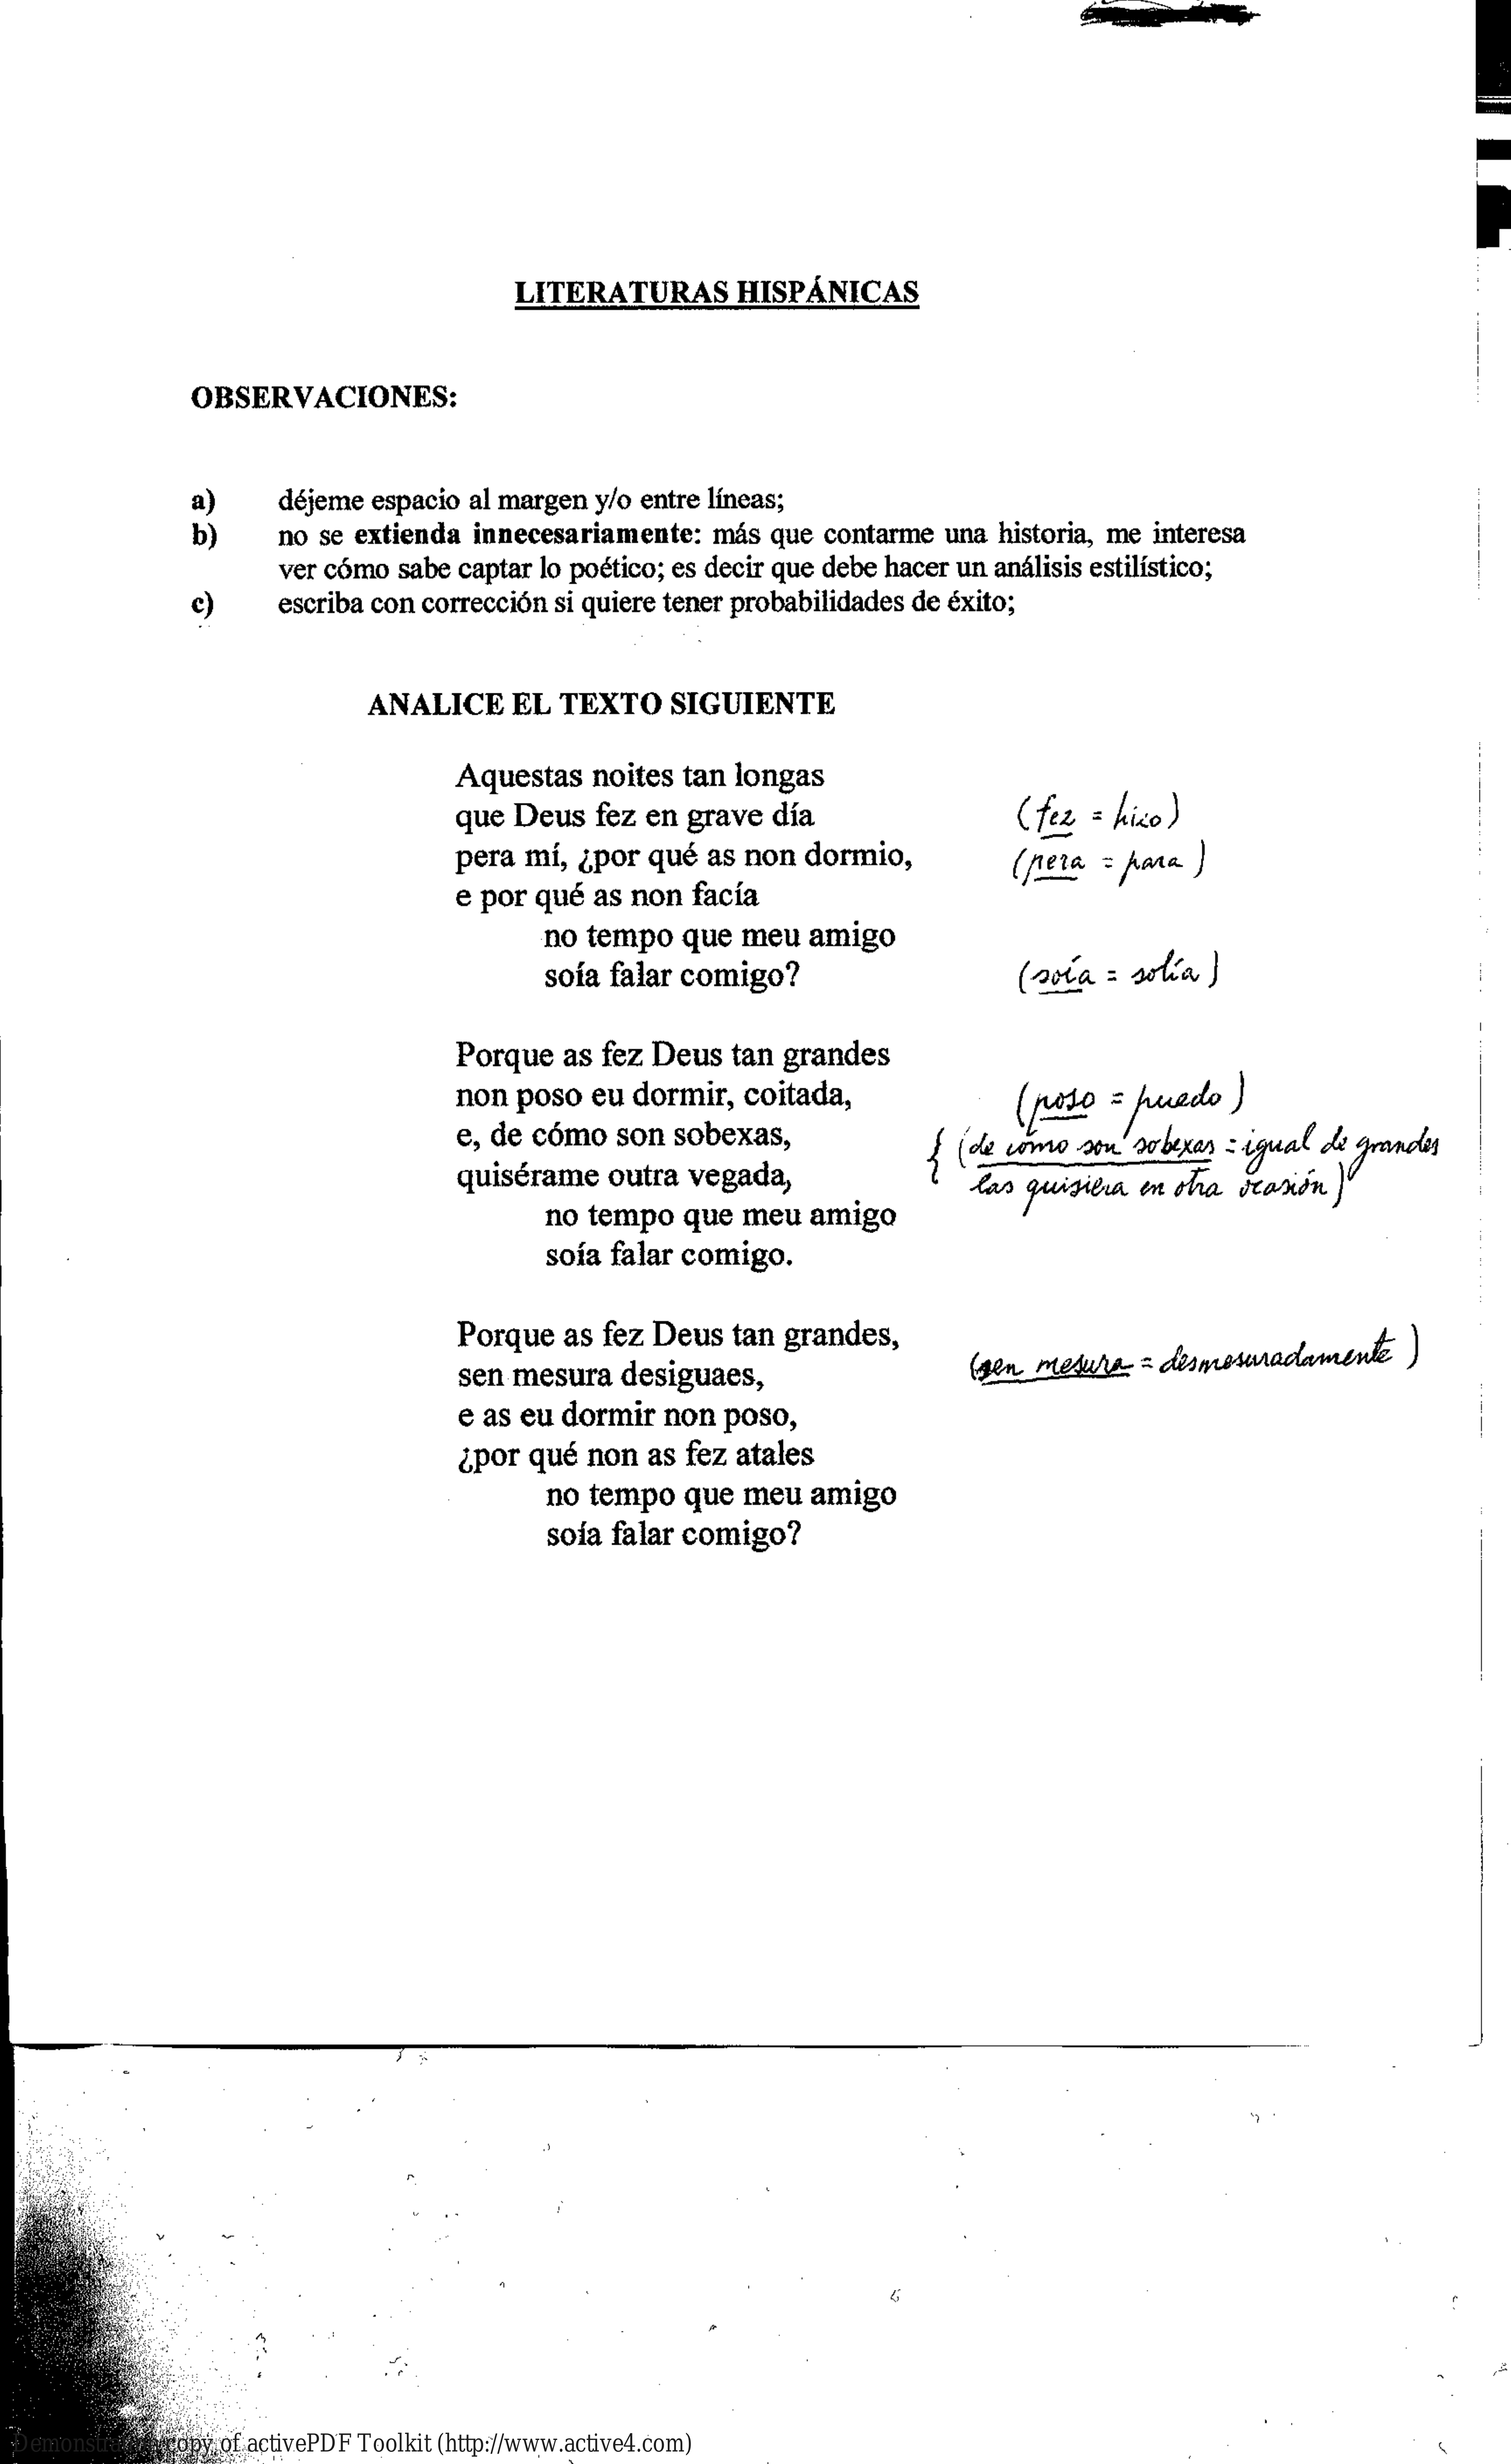 LITERATURAS HISPÁNICAS
OBSERVACIONES:
a) déjeme espacio al margen y/o entre líneas;
b) no se extienda innecesariamente: más que contarme una historia, me interesa
ver cómo sabe captar lo poético; es decir que debe hacer un análisis estilístico;
c) escriba con corrección si quiere tener probabilidades de éxito;
ANALICE EL TEXTO SIGUIENTE
Aquestas noites tan longas
que Deus fez en grave día (fez = hizo)
pera mí, ¿por qué as non dormio, (pera = para)
e por qué as non facía
no tempo que meu amigo
soía falar comigo? (soía = solía)
Porque as fez Deus tan grandes
non poso eu dormir, coitada, (poso = puedo)
e, de cómo son sobexas, { (de cómo son sobexas = igual de grandes
quisérame outra vegada, las quisiera en otra ocasión)
no tempo que meu amigo
soía falar comigo.
Porque as fez Deus tan grandes,
sen mesura desiguaes, (sen mesura = desmesuradamente)
e as eu dormir non poso,
¿por qué non as fez atales
no tempo que meu amigo
soía falar comigo?
Demonstration copy of activePDF Toolkit (http://www.active4.com)